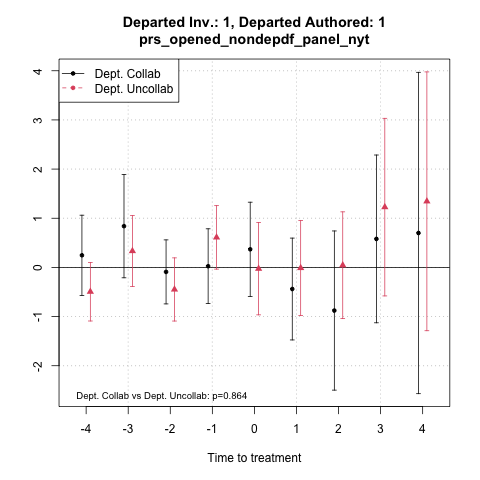 Departed Inv.: 1, Departed Authored: 1
prs_opened_nondepdf_panel_nyt
Dept. Collab
Dept. Uncollab
4
3
2
1
0
-1
-2
Dept. Collab vs Dept. Uncollab: p=0.864
-4 -3 -2 -1 0 1 2 3 4
Time to treatment